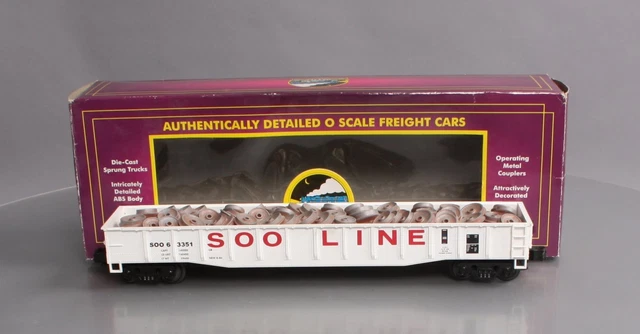 AUTHENTICALLY DETAILED O SCALE FREIGHT CARS
Die-Cast
Sprung Trucks
Intricately
Detailed
ABS Body
Operating
Metal
Couplers
Attractively
Decorated
SOO 63351
SOO LINE